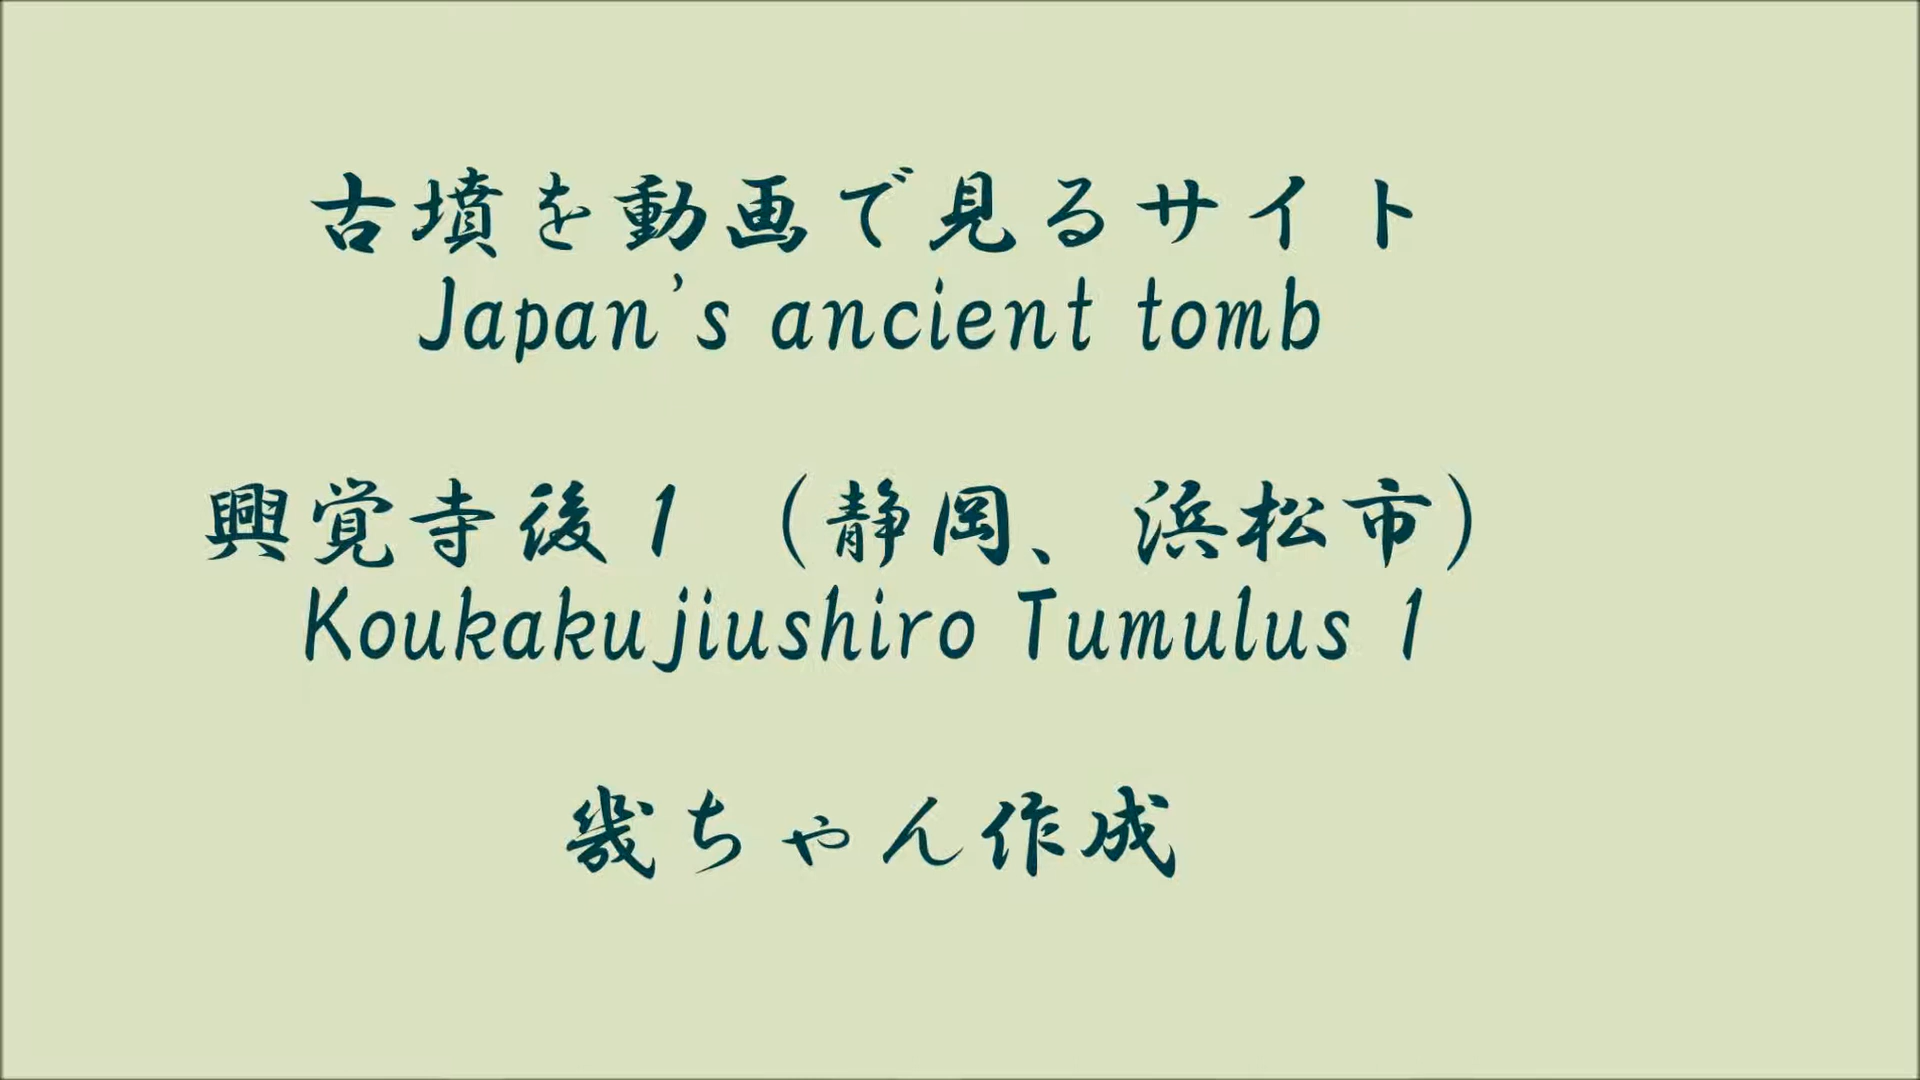 古墳を動画で見るサイト
Japan's ancient tomb
興覚寺後1 (静岡、浜松市)
Koukakujiushiro Tumulus 1
幾ちゃん作成